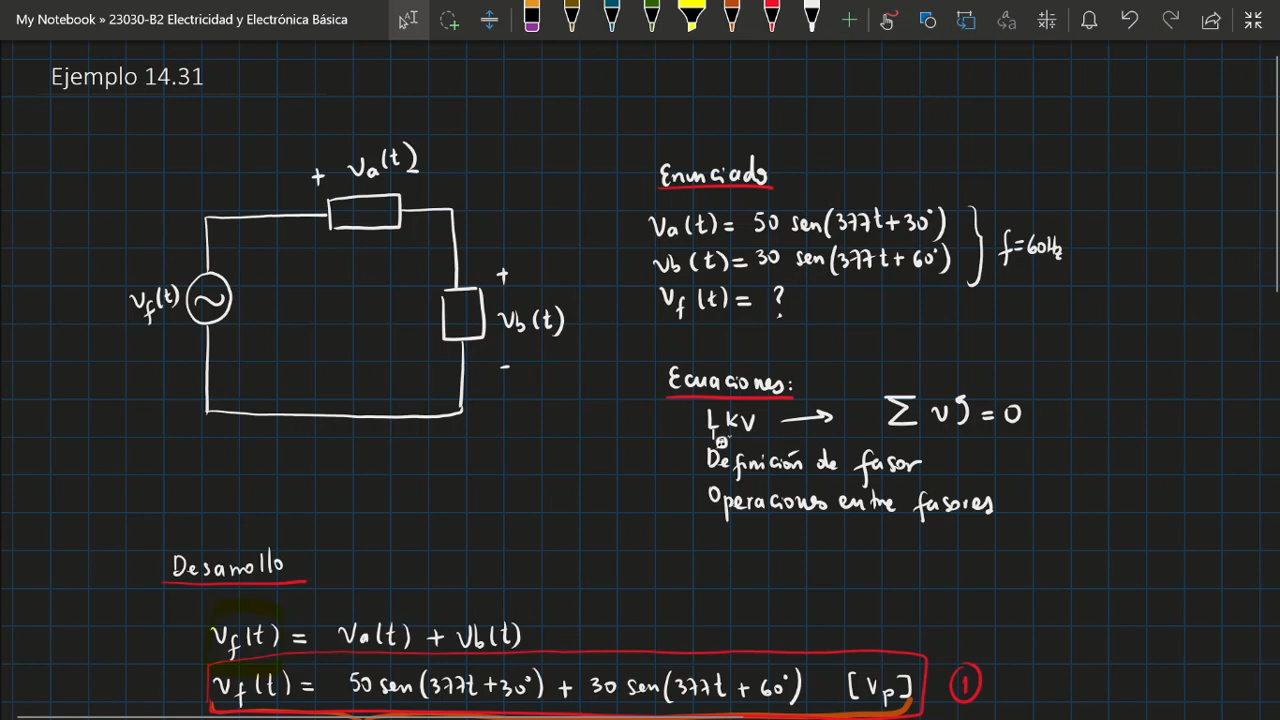 My Notebook » 23030-B2 Electricidad y Electrónica Básica
Ejemplo 14.31
+ va(t)
vf(t)
+
vb(t)
-
Enunciado
va(t) = 50 sen(377t+30°)
vb(t) = 30 sen(377t + 60°)
f=60Hz
vf(t) = ?
Ecuaciones:
LKV → Σ v = 0
Definición de fasor
Operaciones entre fasores
Desarrollo
vf(t) = va(t) + vb(t)
vf(t) = 50 sen(377t+30°) + 30 sen(377t + 60°) [Vp] 1